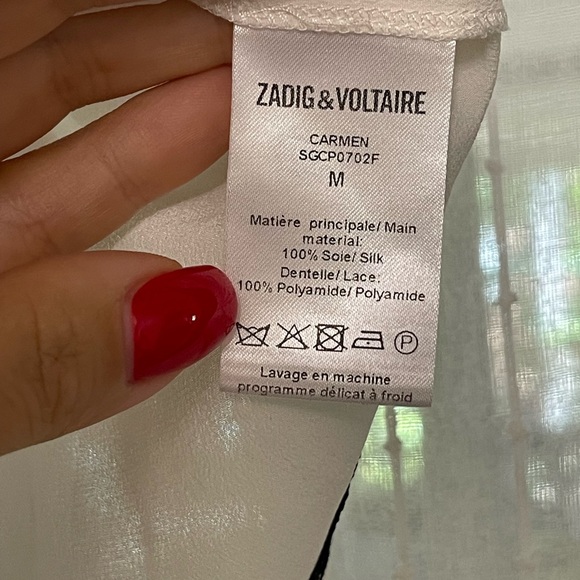 ZADIG&VOLTAIRE
CARMEN
SGCP0702F
M
Matière principale/ Main
material:
100% Soie/ Silk
Dentelle/ Lace:
100% Polyamide/ Polyamide
P
Lavage en machine
programme délicat à froid